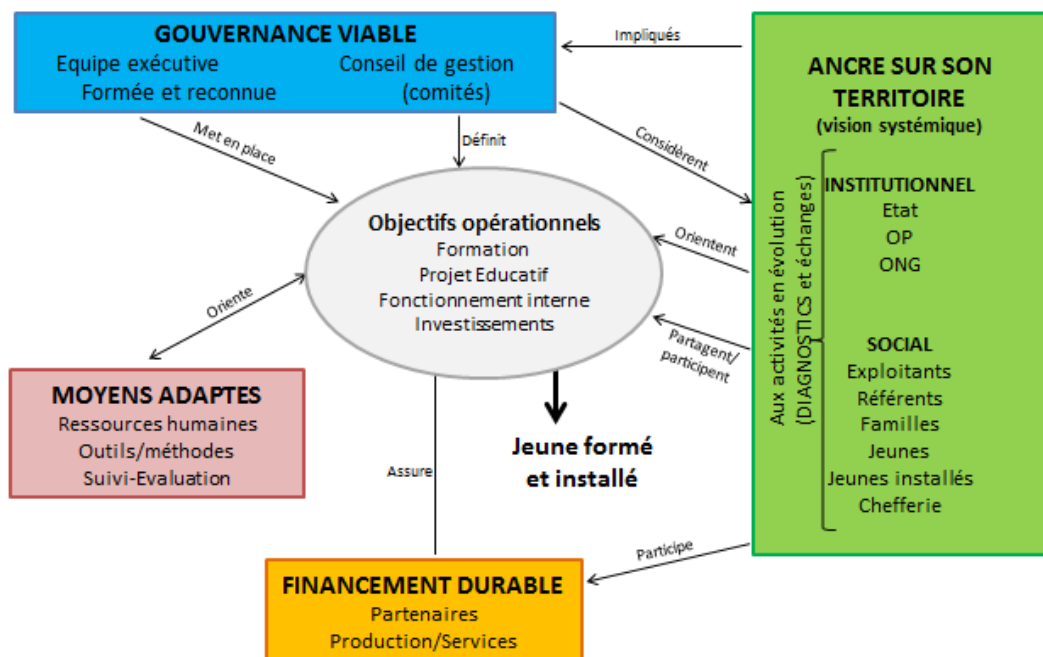 GOUVERNANCE VIABLE
Equipe exécutive
Formée et reconnue
Conseil de gestion
(comités)
Impliqués
Met en place
Définit
Considèrent
ANCRE SUR SON
TERRITOIRE
(vision systémique)
Aux activités en évolution
(DIAGNOSTICS et échanges)
INSTITUTIONNEL
Etat
OP
ONG
SOCIAL
Exploitants
Référents
Familles
Jeunes
Jeunes installés
Chefferie
Objectifs opérationnels
Formation
Projet Educatif
Fonctionnement interne
Investissements
Orientent
Partagent/
participent
Oriente
MOYENS ADAPTES
Ressources humaines
Outils/méthodes
Suivi-Evaluation
Jeune formé
et installé
Assure
Participe
FINANCEMENT DURABLE
Partenaires
Production/Services